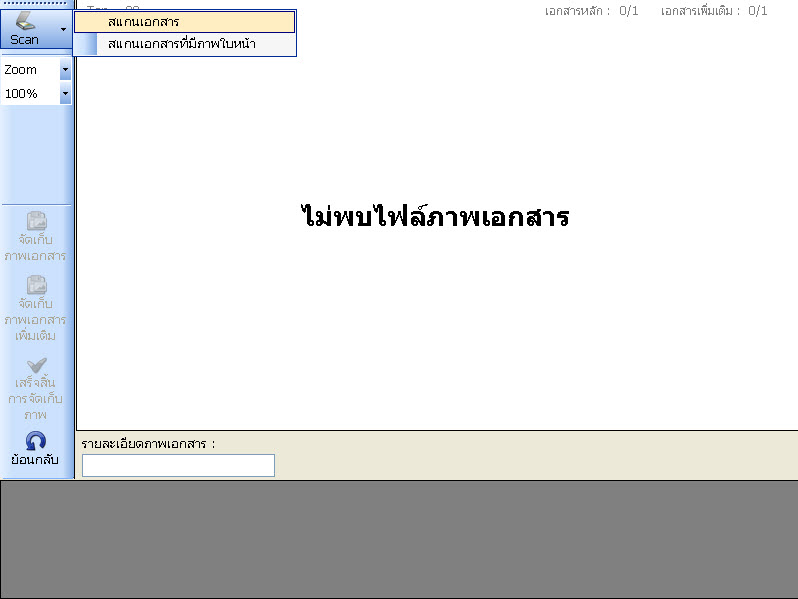 เอกสารหลัก : 0/1 เอกสารเพิ่มเติม : 0/1
Scan
สแกนเอกสาร
สแกนเอกสารที่มีภาพใบหน้า
Zoom
100%
ไม่พบไฟล์ภาพเอกสาร
จัดเก็บ
ภาพเอกสาร
จัดเก็บ
ภาพเอกสาร
เพิ่มเติม
เสร็จสิ้น
การจัดเก็บ
ภาพ
ย้อนกลับ
รายละเอียดภาพเอกสาร :